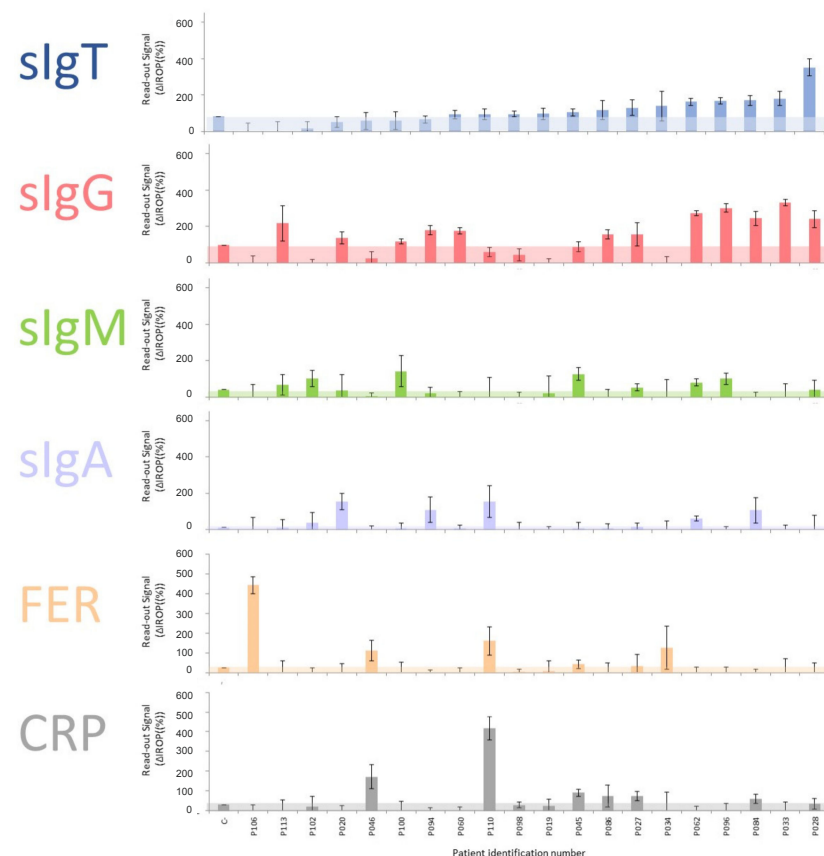 sIgT
Read-out Signal
(ΔIROP((%))
600
400
200
0
sIgG
Read-out Signal
(ΔIROP((%))
600
400
200
0
sIgM
Read-out Signal
(ΔIROP((%))
600
400
200
0
sIgA
Read-out Signal
(ΔIROP((%))
600
400
200
0
FER
Read-out Signal
(ΔIROP((%))
600
500
400
300
200
100
0
CRP
Read-out Signal
(ΔIROP((%))
600
500
400
300
200
100
-
C- P106 P113 P102 P020 P046 P100 P094 P060 P110 P098 P019 P045 P086 P027 P034 P062 P096 P084 P033 P028
Patient identification number